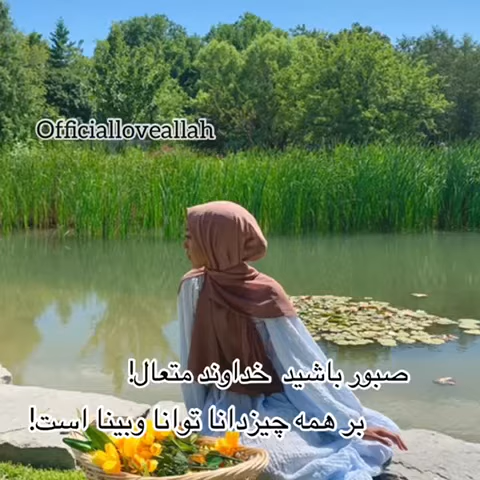 Officialloveallah
صبور باشید خداوند متعال!
بر همه چیزدانا توانا وبینا است!